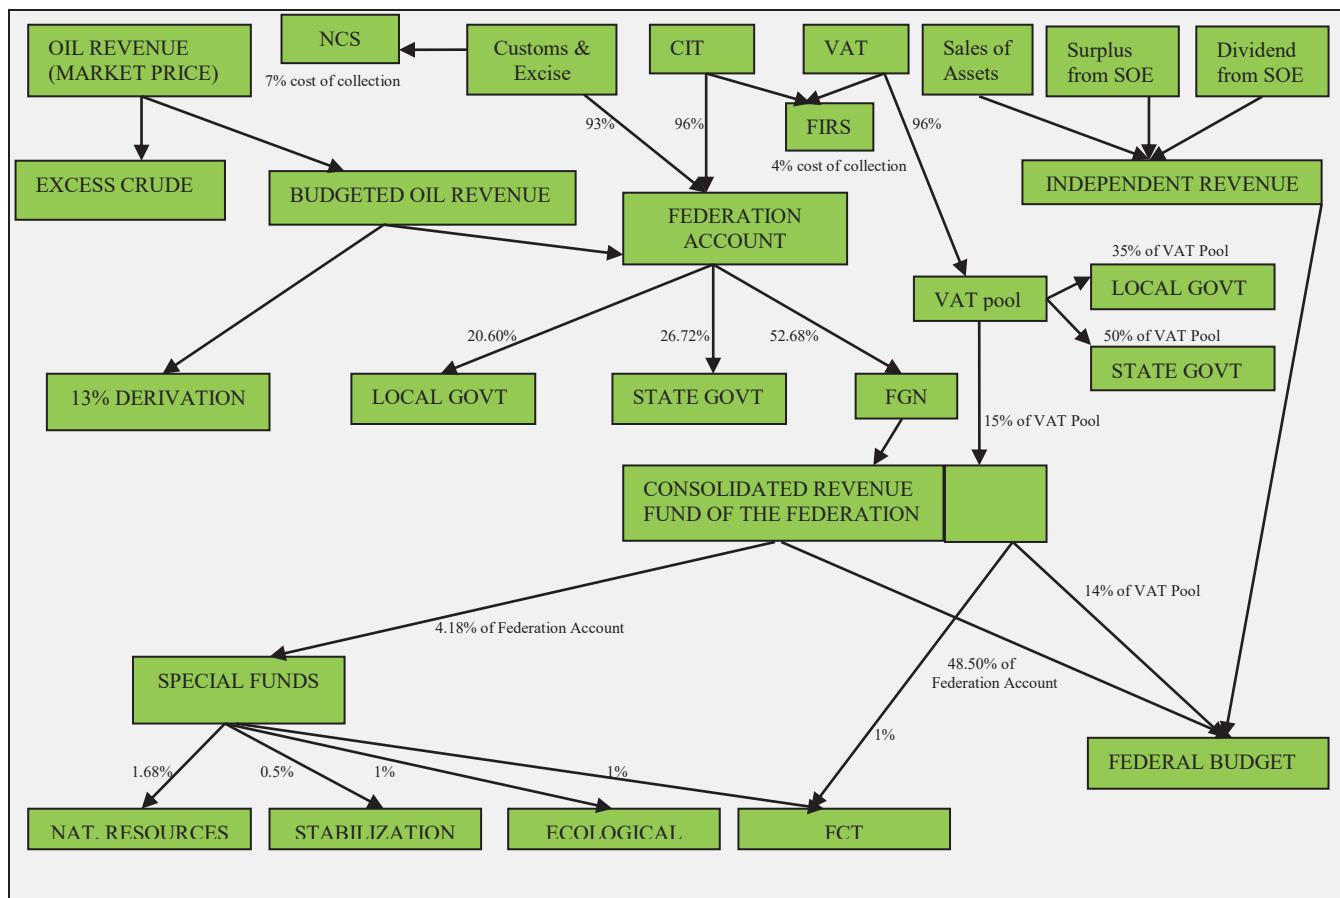 OIL REVENUE
(MARKET PRICE)
NCS
7% cost of collection
Customs &
Excise
CIT
VAT
Sales of
Assets
Surplus
from SOE
Dividend
from SOE
93%
96%
FIRS
4% cost of collection
96%
EXCESS CRUDE
BUDGETED OIL REVENUE
FEDERATION
ACCOUNT
INDEPENDENT REVENUE
35% of VAT Pool
LOCAL GOVT
VAT pool
50% of VAT Pool
STATE GOVT
20.60%
26.72%
52.68%
13% DERIVATION
LOCAL GOVT
STATE GOVT
FGN
15% of VAT Pool
CONSOLIDATED REVENUE
FUND OF THE FEDERATION
14% of VAT Pool
4.18% of Federation Account
48.50% of
Federation Account
SPECIAL FUNDS
1.68%
0.5%
1%
1%
1%
FEDERAL BUDGET
NAT. RESOURCES
STABILIZATION
ECOLOGICAL
FCT